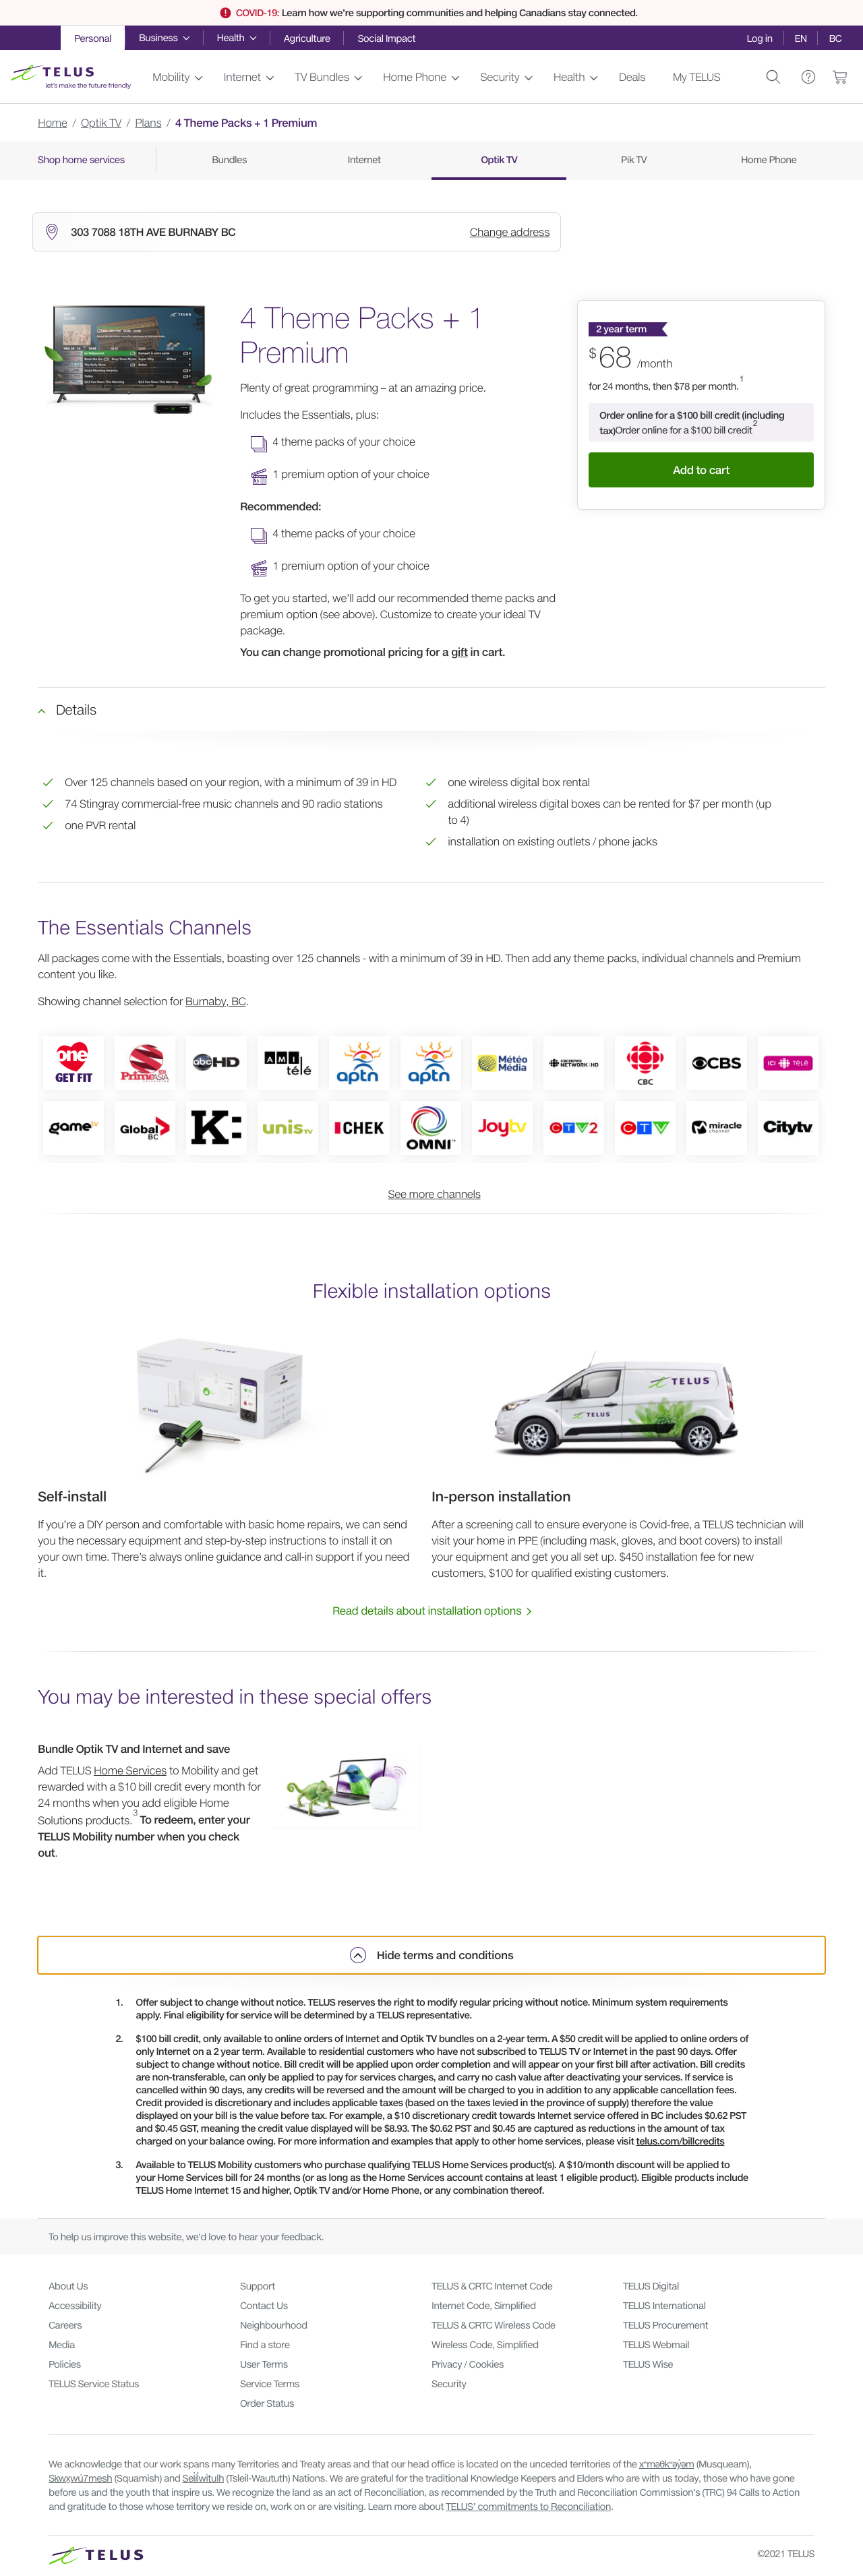 COVID-19: Learn how we're supporting communities and helping Canadians stay connected.
Personal Business Health Agriculture Social Impact Log in EN BC
TELUS
let's make the future friendly
Mobility Internet TV Bundles Home Phone Security Health Deals My TELUS
Home / Optik TV / Plans / 4 Theme Packs + 1 Premium
Shop home services Bundles Internet Optik TV Pik TV Home Phone
303 7088 18TH AVE BURNABY BC Change address
TELUS
4 Theme Packs + 1
Premium
Plenty of great programming – at an amazing price.
Includes the Essentials, plus:
4 theme packs of your choice
1 premium option of your choice
Recommended:
4 theme packs of your choice
1 premium option of your choice
To get you started, we'll add our recommended theme packs and
premium option (see above). Customize to create your ideal TV
package.
You can change promotional pricing for a gift in cart.
2 year term
$68 /month
for 24 months, then $78 per month.1
Order online for a $100 bill credit (including
tax)Order online for a $100 bill credit2
Add to cart
Details
Over 125 channels based on your region, with a minimum of 39 in HD
74 Stingray commercial-free music channels and 90 radio stations
one PVR rental
one wireless digital box rental
additional wireless digital boxes can be rented for $7 per month (up
to 4)
installation on existing outlets / phone jacks
The Essentials Channels
All packages come with the Essentials, boasting over 125 channels - with a minimum of 39 in HD. Then add any theme packs, individual channels and Premium
content you like.
Showing channel selection for Burnaby, BC.
one GET FIT
PrimeASIA
abc HD
AMI télé
aptn
aptn
Météo Média
NETWORK HD
CBC
CBS
ICI TÉLÉ
game tv
Global BC
K:
unis TV
CHEK
OMNI
Joytv
CTV2
CTV
miracle channel
Citytv
See more channels
Flexible installation options
TELUS
TELUS
Self-install
If you're a DIY person and comfortable with basic home repairs, we can send
you the necessary equipment and step-by-step instructions to install it on
your own time. There's always online guidance and call-in support if you need
it.
In-person installation
After a screening call to ensure everyone is Covid-free, a TELUS technician will
visit your home in PPE (including mask, gloves, and boot covers) to install
your equipment and get you all set up. $450 installation fee for new
customers, $100 for qualified existing customers.
Read details about installation options
You may be interested in these special offers
Bundle Optik TV and Internet and save
Add TELUS Home Services to Mobility and get
rewarded with a $10 bill credit every month for
24 months when you add eligible Home
Solutions products.3 To redeem, enter your
TELUS Mobility number when you check
out.
Hide terms and conditions
1. Offer subject to change without notice. TELUS reserves the right to modify regular pricing without notice. Minimum system requirements
apply. Final eligibility for service will be determined by a TELUS representative.
2. $100 bill credit, only available to online orders of Internet and Optik TV bundles on a 2-year term. A $50 credit will be applied to online orders of
only Internet on a 2 year term. Available to residential customers who have not subscribed to TELUS TV or Internet in the past 90 days. Offer
subject to change without notice. Bill credit will be applied upon order completion and will appear on your first bill after activation. Bill credits
are non-transferable, can only be applied to pay for services charges, and carry no cash value after deactivating your services. If service is
cancelled within 90 days, any credits will be reversed and the amount will be charged to you in addition to any applicable cancellation fees.
Credit provided is discretionary and includes applicable taxes (based on the taxes levied in the province of supply) therefore the value
displayed on your bill is the value before tax. For example, a $10 discretionary credit towards Internet service offered in BC includes $0.62 PST
and $0.45 GST, meaning the credit value displayed will be $8.93. The $0.62 PST and $0.45 are captured as reductions in the amount of tax
charged on your balance owing. For more information and examples that apply to other home services, please visit telus.com/billcredits
3. Available to TELUS Mobility customers who purchase qualifying TELUS Home Services product(s). A $10/month discount will be applied to
your Home Services bill for 24 months (or as long as the Home Services account contains at least 1 eligible product). Eligible products include
TELUS Home Internet 15 and higher, Optik TV and/or Home Phone, or any combination thereof.
To help us improve this website, we'd love to hear your feedback.
About Us
Accessibility
Careers
Media
Policies
TELUS Service Status
Support
Contact Us
Neighbourhood
Find a store
User Terms
Service Terms
Order Status
TELUS & CRTC Internet Code
Internet Code, Simplified
TELUS & CRTC Wireless Code
Wireless Code, Simplified
Privacy / Cookies
Security
TELUS Digital
TELUS International
TELUS Procurement
TELUS Webmail
TELUS Wise
We acknowledge that our work spans many Territories and Treaty areas and that our head office is located on the unceded territories of the xʷməθkʷəy̓əm (Musqueam),
Skwxwú7mesh (Squamish) and Sel̓íl̓witulh (Tsleil-Waututh) Nations. We are grateful for the traditional Knowledge Keepers and Elders who are with us today, those who have gone
before us and the youth that inspire us. We recognize the land as an act of Reconciliation, as recommended by the Truth and Reconciliation Commission's (TRC) 94 Calls to Action
and gratitude to those whose territory we reside on, work on or are visiting. Learn more about TELUS' commitments to Reconciliation.
TELUS
©2021 TELUS